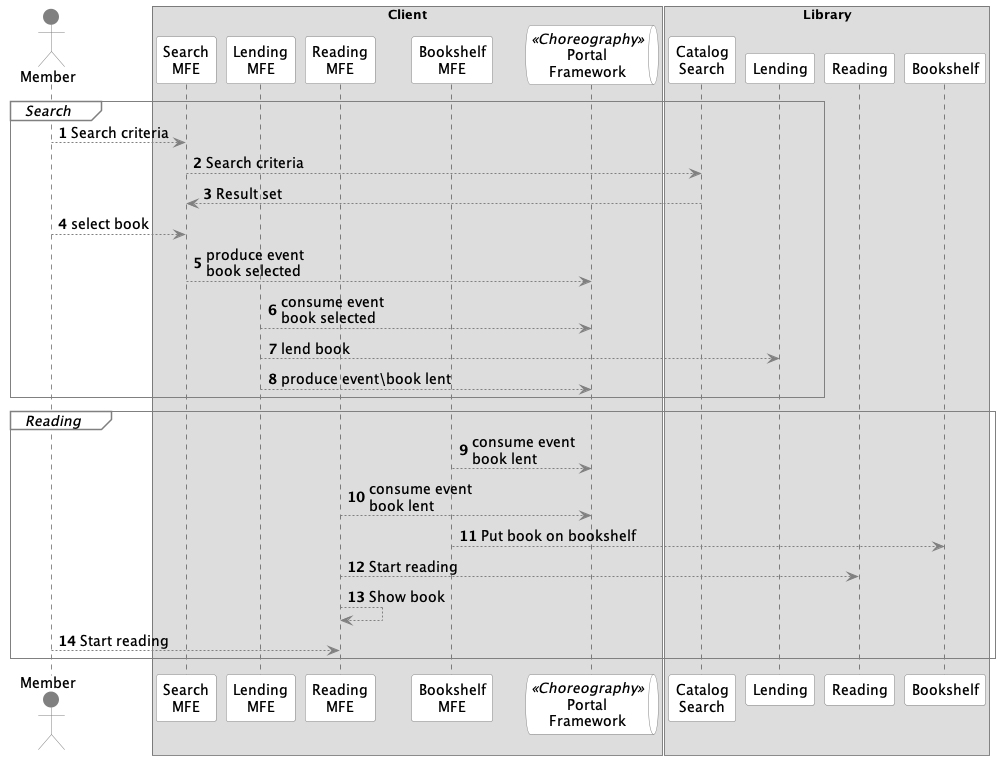 Client
Library
Member
Search
MFE
Lending
MFE
Reading
MFE
Bookshelf
MFE
«Choreography»
Portal
Framework
Catalog
Search
Lending
Reading
Bookshelf
Search
1 Search criteria
2 Search criteria
3 Result set
4 select book
5 produce event
book selected
6 consume event
book selected
7 lend book
8 produce event\book lent
Reading
9 consume event
book lent
10 consume event
book lent
11 Put book on bookshelf
12 Start reading
13 Show book
14 Start reading
Member
Search
MFE
Lending
MFE
Reading
MFE
Bookshelf
MFE
«Choreography»
Portal
Framework
Catalog
Search
Lending
Reading
Bookshelf